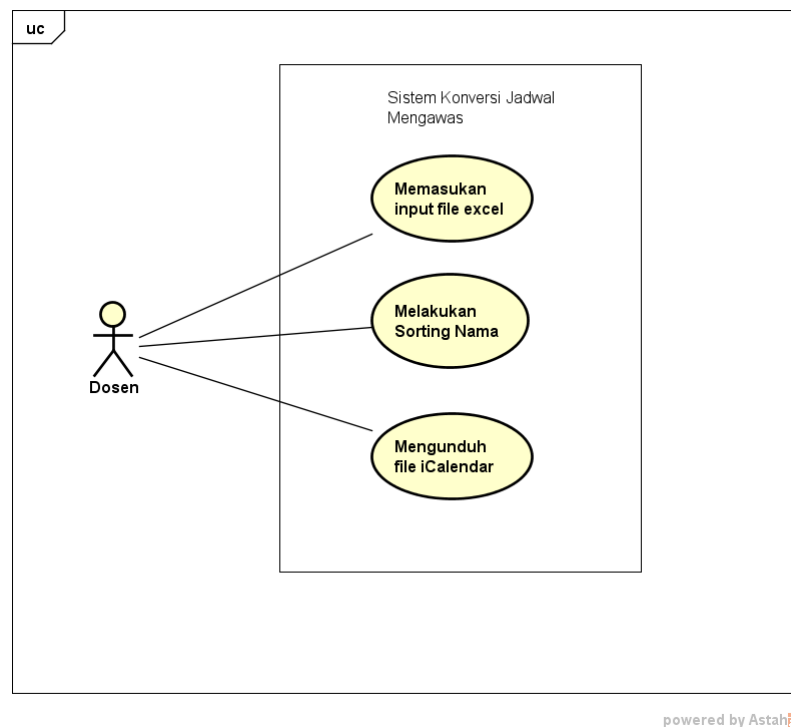 uc
Sistem Konversi Jadwal
Mengawas
Memasukan
input file excel
Melakukan
Sorting Nama
Dosen
Mengunduh
file iCalendar
powered by Astah